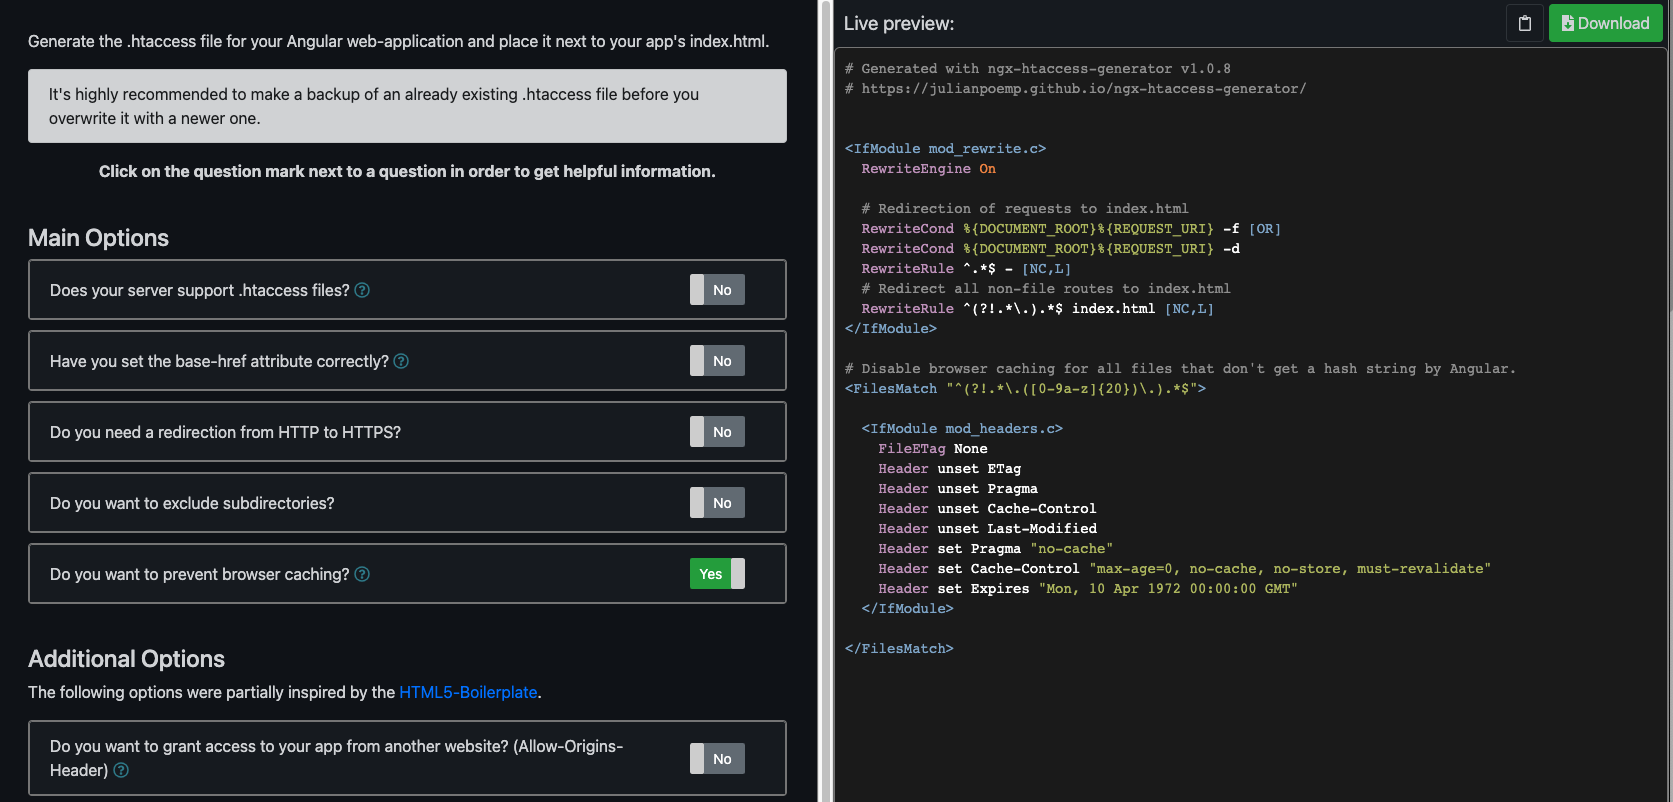 Generate the .htaccess file for your Angular web-application and place it next to your app's index.html.
It's highly recommended to make a backup of an already existing .htaccess file before you
overwrite it with a newer one.
Click on the question mark next to a question in order to get helpful information.
Main Options
Does your server support .htaccess files? ?
No
Have you set the base-href attribute correctly? ?
No
Do you need a redirection from HTTP to HTTPS?
No
Do you want to exclude subdirectories?
No
Do you want to prevent browser caching? ?
Yes
Additional Options
The following options were partially inspired by the HTML5-Boilerplate.
Do you want to grant access to your app from another website? (Allow-Origins-
Header) ?
No
Live preview:
Download
# Generated with ngx-htaccess-generator v1.0.8
# https://julianpoemp.github.io/ngx-htaccess-generator/
<IfModule mod_rewrite.c>
  RewriteEngine On
  # Redirection of requests to index.html
  RewriteCond %{DOCUMENT_ROOT}%{REQUEST_URI} -f [OR]
  RewriteCond %{DOCUMENT_ROOT}%{REQUEST_URI} -d
  RewriteRule ^.*$ - [NC,L]
  # Redirect all non-file routes to index.html
  RewriteRule ^(?!.*\.).*$ index.html [NC,L]
</IfModule>
# Disable browser caching for all files that don't get a hash string by Angular.
<FilesMatch "^(?!.*\.([0-9a-z]{20})\.).*$">
  <IfModule mod_headers.c>
    FileETag None
    Header unset ETag
    Header unset Pragma
    Header unset Cache-Control
    Header unset Last-Modified
    Header set Pragma "no-cache"
    Header set Cache-Control "max-age=0, no-cache, no-store, must-revalidate"
    Header set Expires "Mon, 10 Apr 1972 00:00:00 GMT"
  </IfModule>
</FilesMatch>